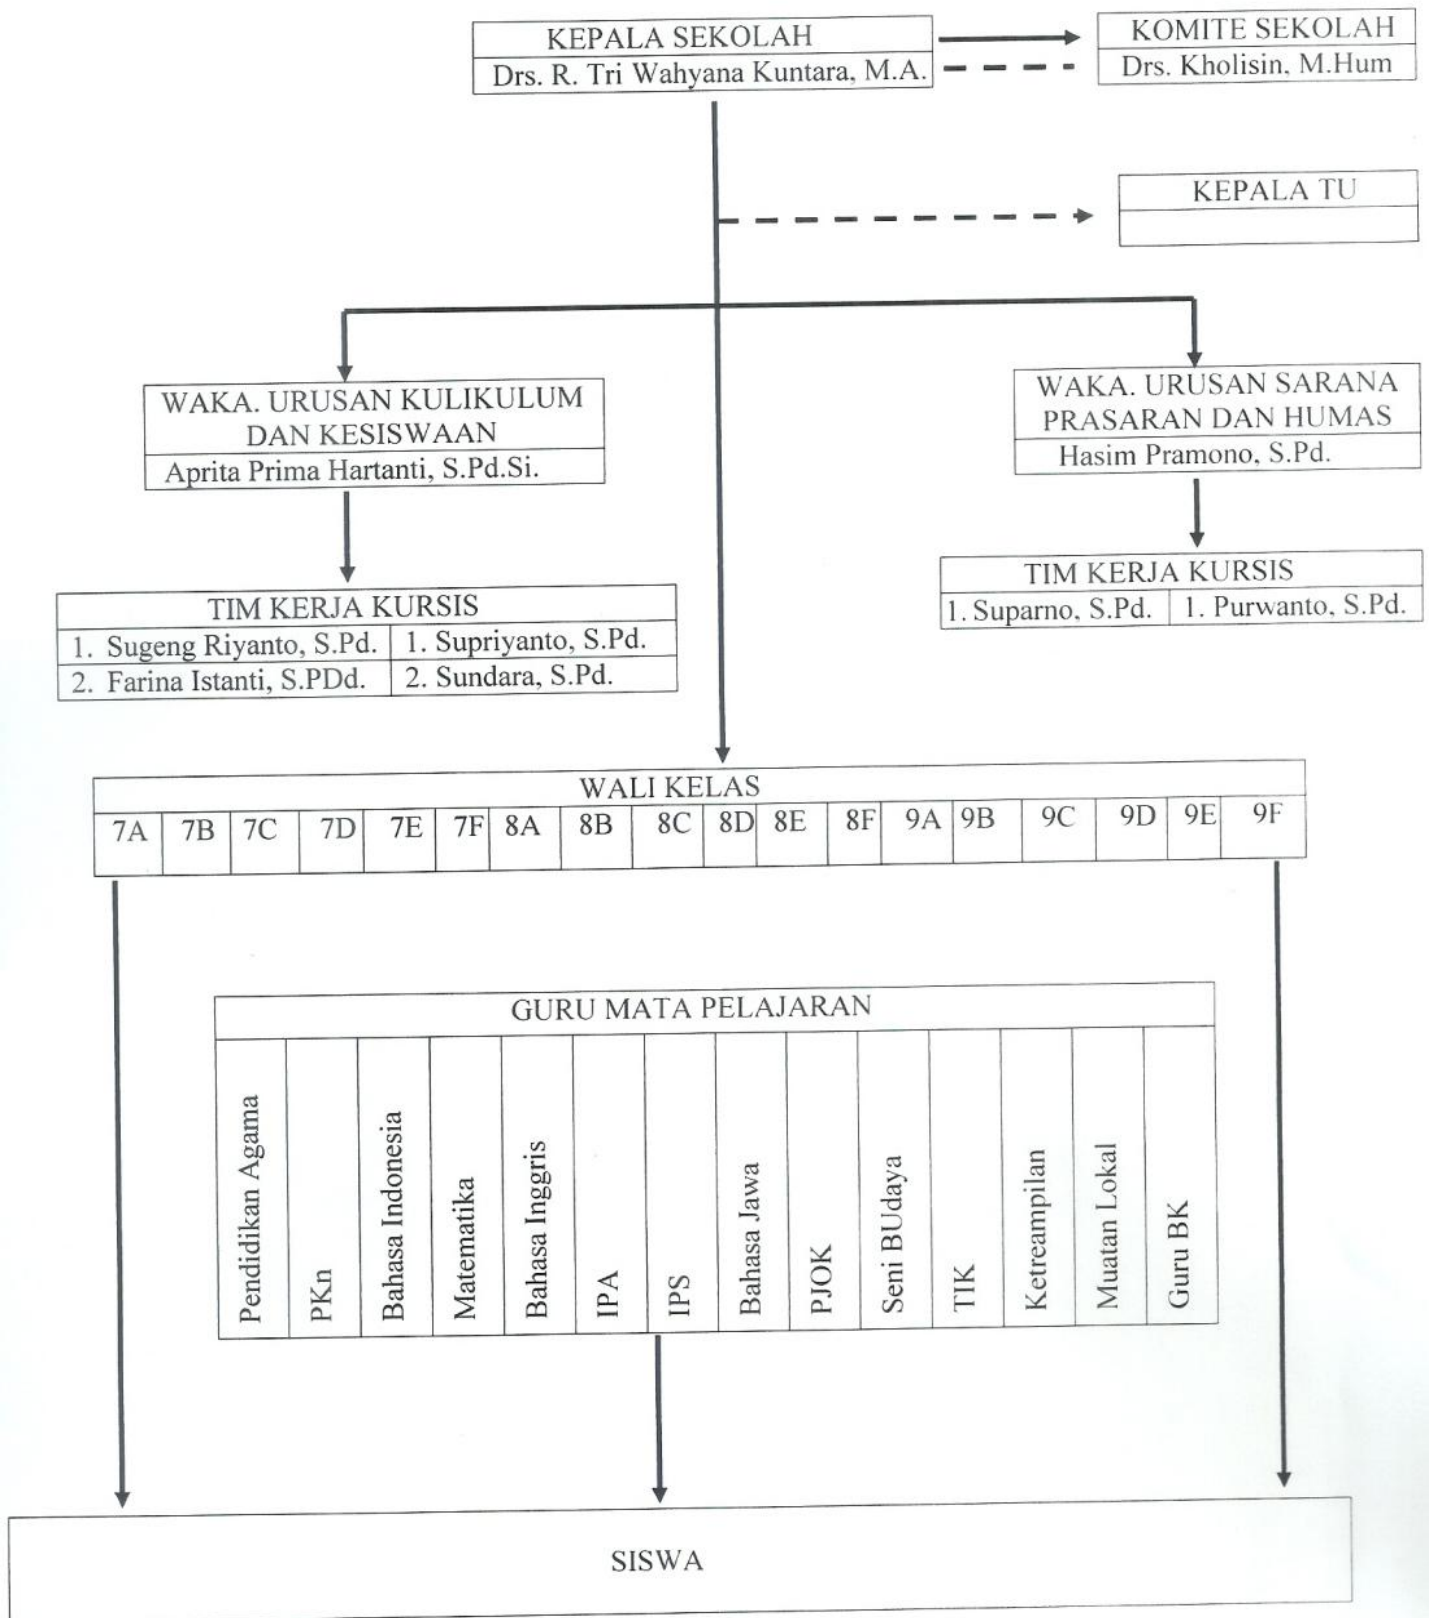 KEPALA SEKOLAH
Drs. R. Tri Wahyana Kuntara, M.A.
KOMITE SEKOLAH
Drs. Kholisin, M.Hum
KEPALA TU
WAKA. URUSAN KULIKULUM
DAN KESISWAAN
Aprita Prima Hartanti, S.Pd.Si.
WAKA. URUSAN SARANA
PRASARAN DAN HUMAS
Hasim Pramono, S.Pd.
TIM KERJA KURSIS
1. Sugeng Riyanto, S.Pd. 1. Supriyanto, S.Pd.
2. Farina Istanti, S.PDd. 2. Sundara, S.Pd.
TIM KERJA KURSIS
1. Suparno, S.Pd. 1. Purwanto, S.Pd.
WALI KELAS
7A 7B 7C 7D 7E 7F 8A 8B 8C 8D 8E 8F 9A 9B 9C 9D 9E 9F
GURU MATA PELAJARAN
Pendidikan Agama
PKn
Bahasa Indonesia
Matematika
Bahasa Inggris
IPA
IPS
Bahasa Jawa
PJOK
Seni BUdaya
TIK
Ketreampilan
Muatan Lokal
Guru BK
SISWA